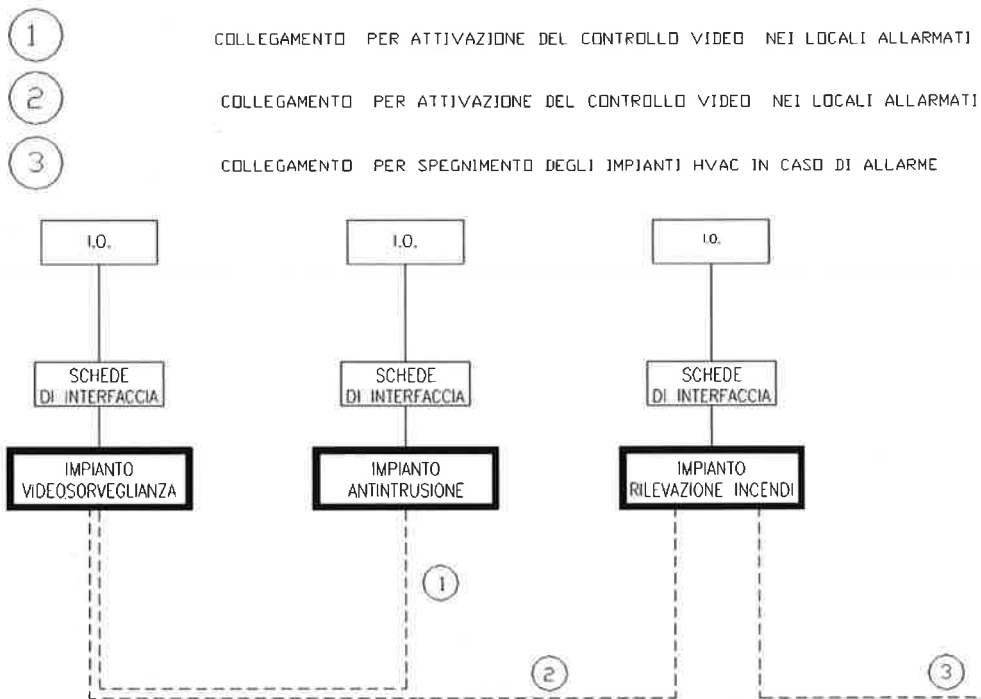 1 COLLEGAMENTO PER ATTIVAZIONE DEL CONTROLLO VIDEO NEI LOCALI ALLARMATI
2 COLLEGAMENTO PER ATTIVAZIONE DEL CONTROLLO VIDEO NEI LOCALI ALLARMATI
3 COLLEGAMENTO PER SPEGNIMENTO DEGLI IMPIANTI HVAC IN CASO DI ALLARME
I.O.
I.O.
I.O.
SCHEDE
DI INTERFACCIA
SCHEDE
DI INTERFACCIA
SCHEDE
DI INTERFACCIA
IMPIANTO
VIDEOSORVEGLIANZA
IMPIANTO
ANTINTRUSIONE
IMPIANTO
RILEVAZIONE INCENDI
1
2
3